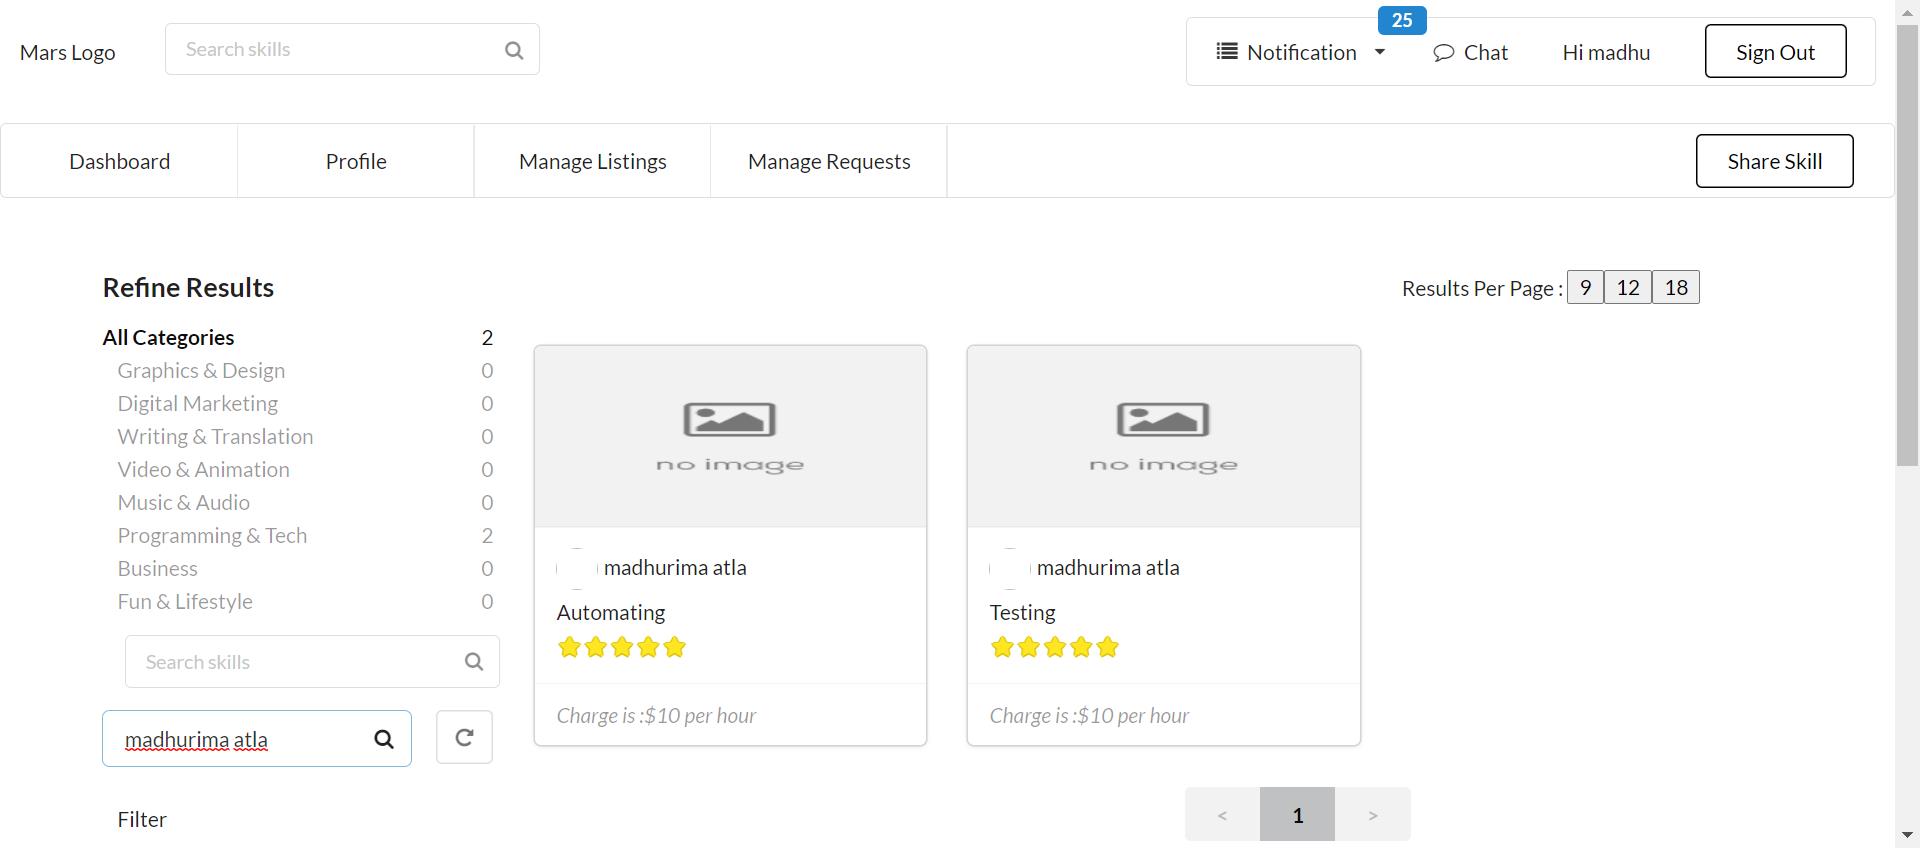 Mars Logo
Search skills
25
Notification
Chat
Hi madhu
Sign Out
Dashboard
Profile
Manage Listings
Manage Requests
Share Skill
Refine Results
Results Per Page :
9
12
18
All Categories 2
Graphics & Design 0
Digital Marketing 0
Writing & Translation 0
Video & Animation 0
Music & Audio 0
Programming & Tech 2
Business 0
Fun & Lifestyle 0
Search skills
madhurima atla
Filter
no image
madhurima atla
Automating
Charge is :$10 per hour
no image
madhurima atla
Testing
Charge is :$10 per hour
< 1 >